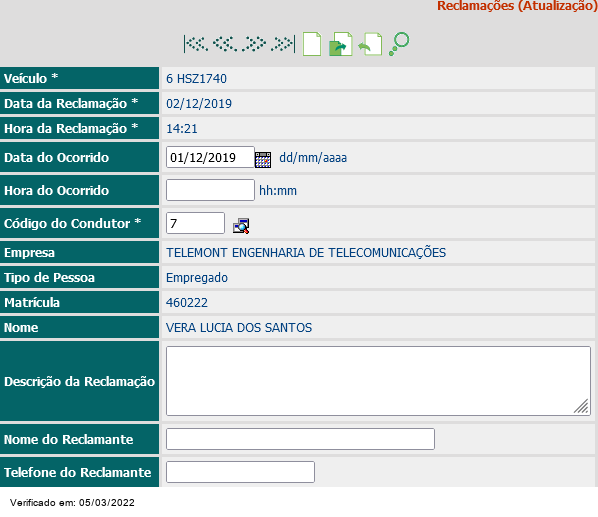 Reclamações (Atualização)
Veículo * 6 HSZ1740
Data da Reclamação * 02/12/2019
Hora da Reclamação * 14:21
Data do Ocorrido 01/12/2019 dd/mm/aaaa
Hora do Ocorrido hh:mm
Código do Condutor * 7
Empresa TELEMONT ENGENHARIA DE TELECOMUNICAÇÕES
Tipo de Pessoa Empregado
Matrícula 460222
Nome VERA LUCIA DOS SANTOS
Descrição da Reclamação
Nome do Reclamante
Telefone do Reclamante
Verificado em: 05/03/2022